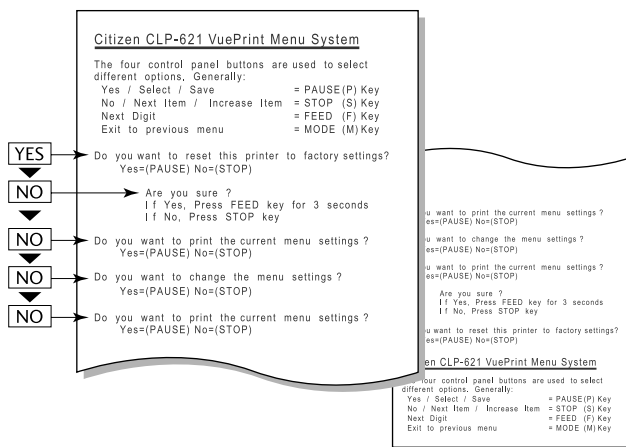 Citizen CLP-621 VuePrint Menu System
The four control panel buttons are used to select
different options, Generally:
Yes / Select / Save = PAUSE(P) Key
No / Next Item / Increase Item = STOP (S) Key
Next Digit = FEED (F) Key
Exit to previous menu = MODE (M) Key
YES
Do you want to reset this printer to factory settings?
Yes=(PAUSE) No=(STOP)
NO
Are you sure ?
If Yes, Press FEED key for 3 seconds
If No, Press STOP key
NO
Do you want to print the current menu settings ?
Yes=(PAUSE) No=(STOP)
NO
Do you want to change the menu settings ?
Yes=(PAUSE) No=(STOP)
NO
Do you want to print the current menu settings ?
Yes=(PAUSE) No=(STOP)
want to print the current menu settings ?
es=(PAUSE) No=(STOP)
want to change the menu settings ?
es=(PAUSE) No=(STOP)
want to print the current menu settings ?
es=(PAUSE) No=(STOP)
Are you sure ?
If Yes, Press FEED key for 3 seconds
If No, Press STOP key
want to reset this printer to factory settings?
es=(PAUSE) No=(STOP)
en CLP-621 VuePrint Menu System
four control panel buttons are used to select
different options. Generally:
Yes / Select / Save = PAUSE(P) Key
No / Next Item / Increase Item = STOP (S) Key
Next Digit = FEED (F) Key
Exit to previous menu = MODE (M) Key